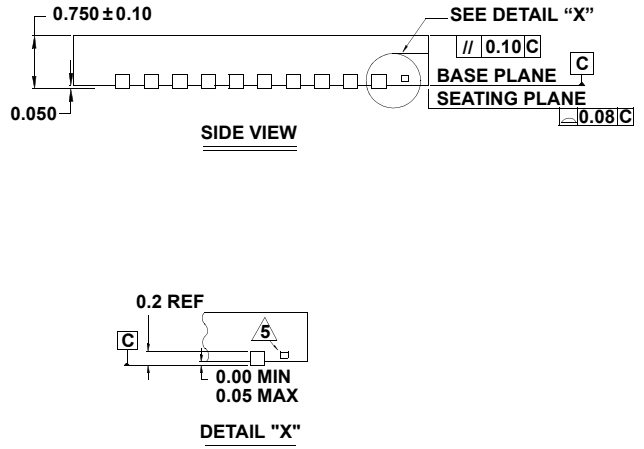 0.750 ± 0.10
SEE DETAIL “X”
// 0.10 C
C
BASE PLANE
SEATING PLANE
0.050
0.08 C
SIDE VIEW
0.2 REF
5
C
0.00 MIN
0.05 MAX
DETAIL "X"